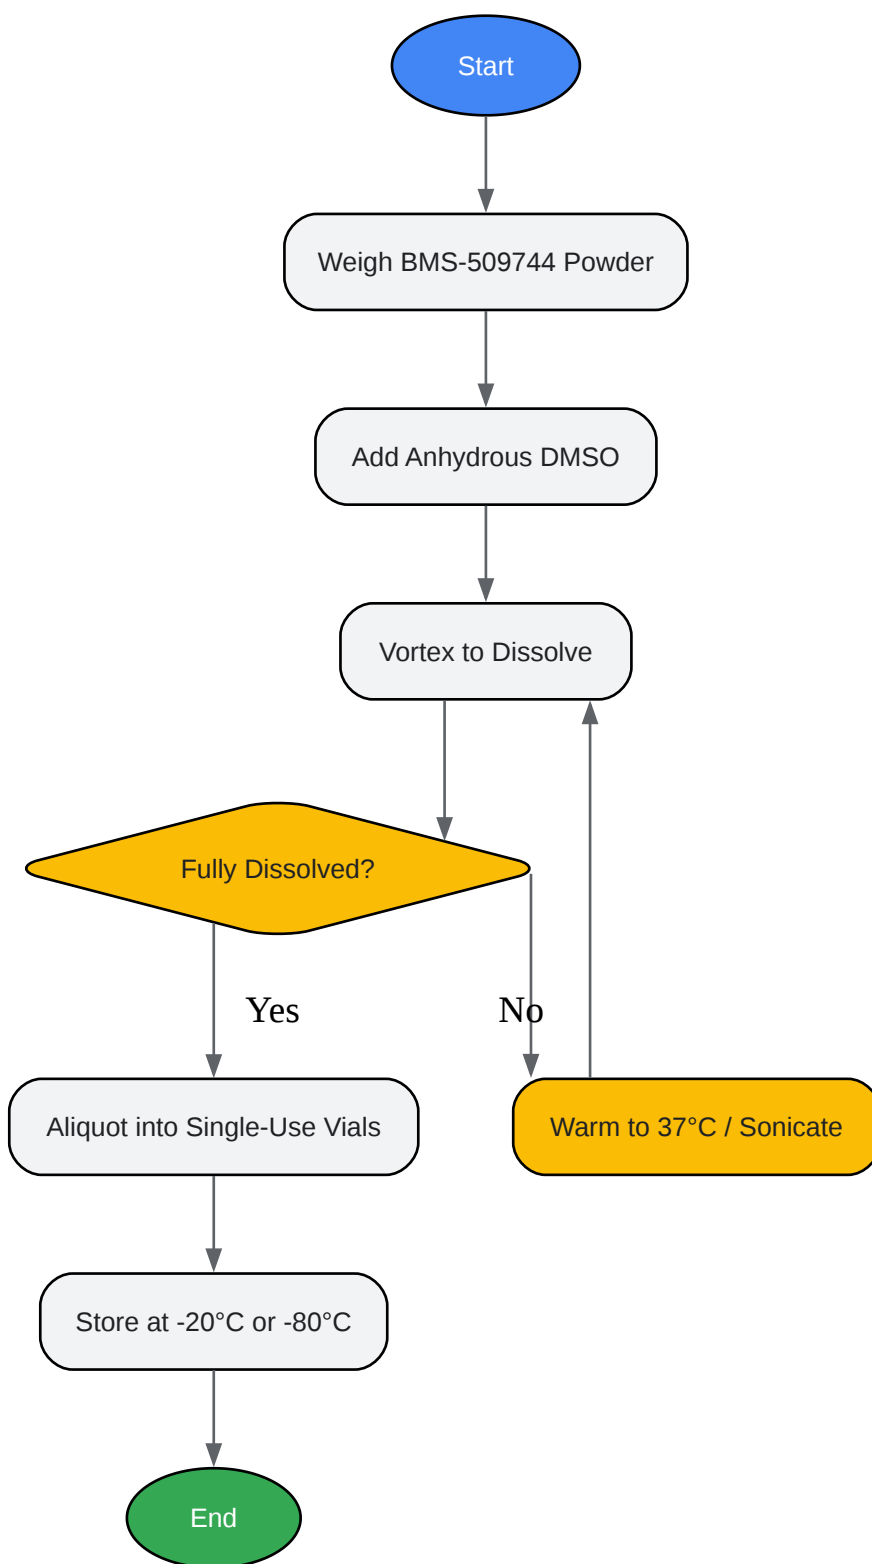 Start
Weigh BMS-509744 Powder
Add Anhydrous DMSO
Vortex to Dissolve
Fully Dissolved?
Yes
No
Aliquot into Single-Use Vials
Warm to 37°C / Sonicate
Store at -20°C or -80°C
End